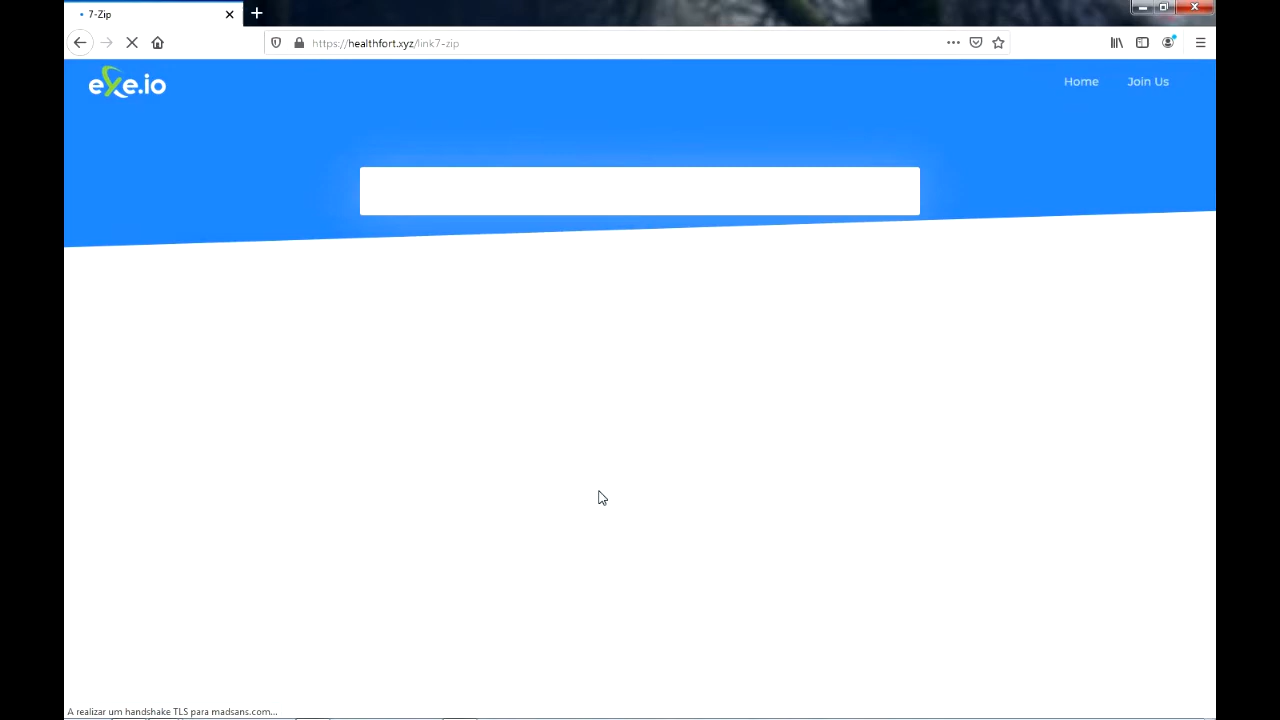 7-Zip
https://healthfort.xyz/link7-zip
exe.io
Home
Join Us
A realizar um handshake TLS para madsans.com...